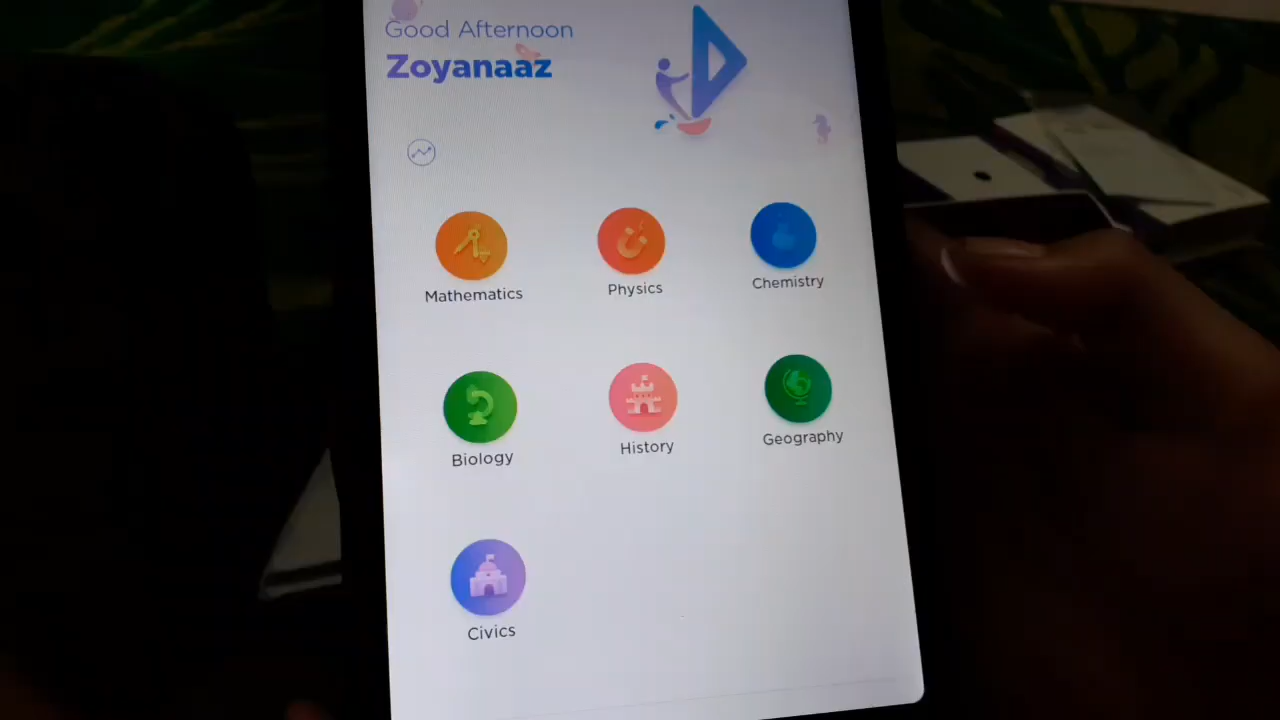 Good Afternoon
Zoyanaaz
Mathematics
Physics
Chemistry
Biology
History
Geography
Civics